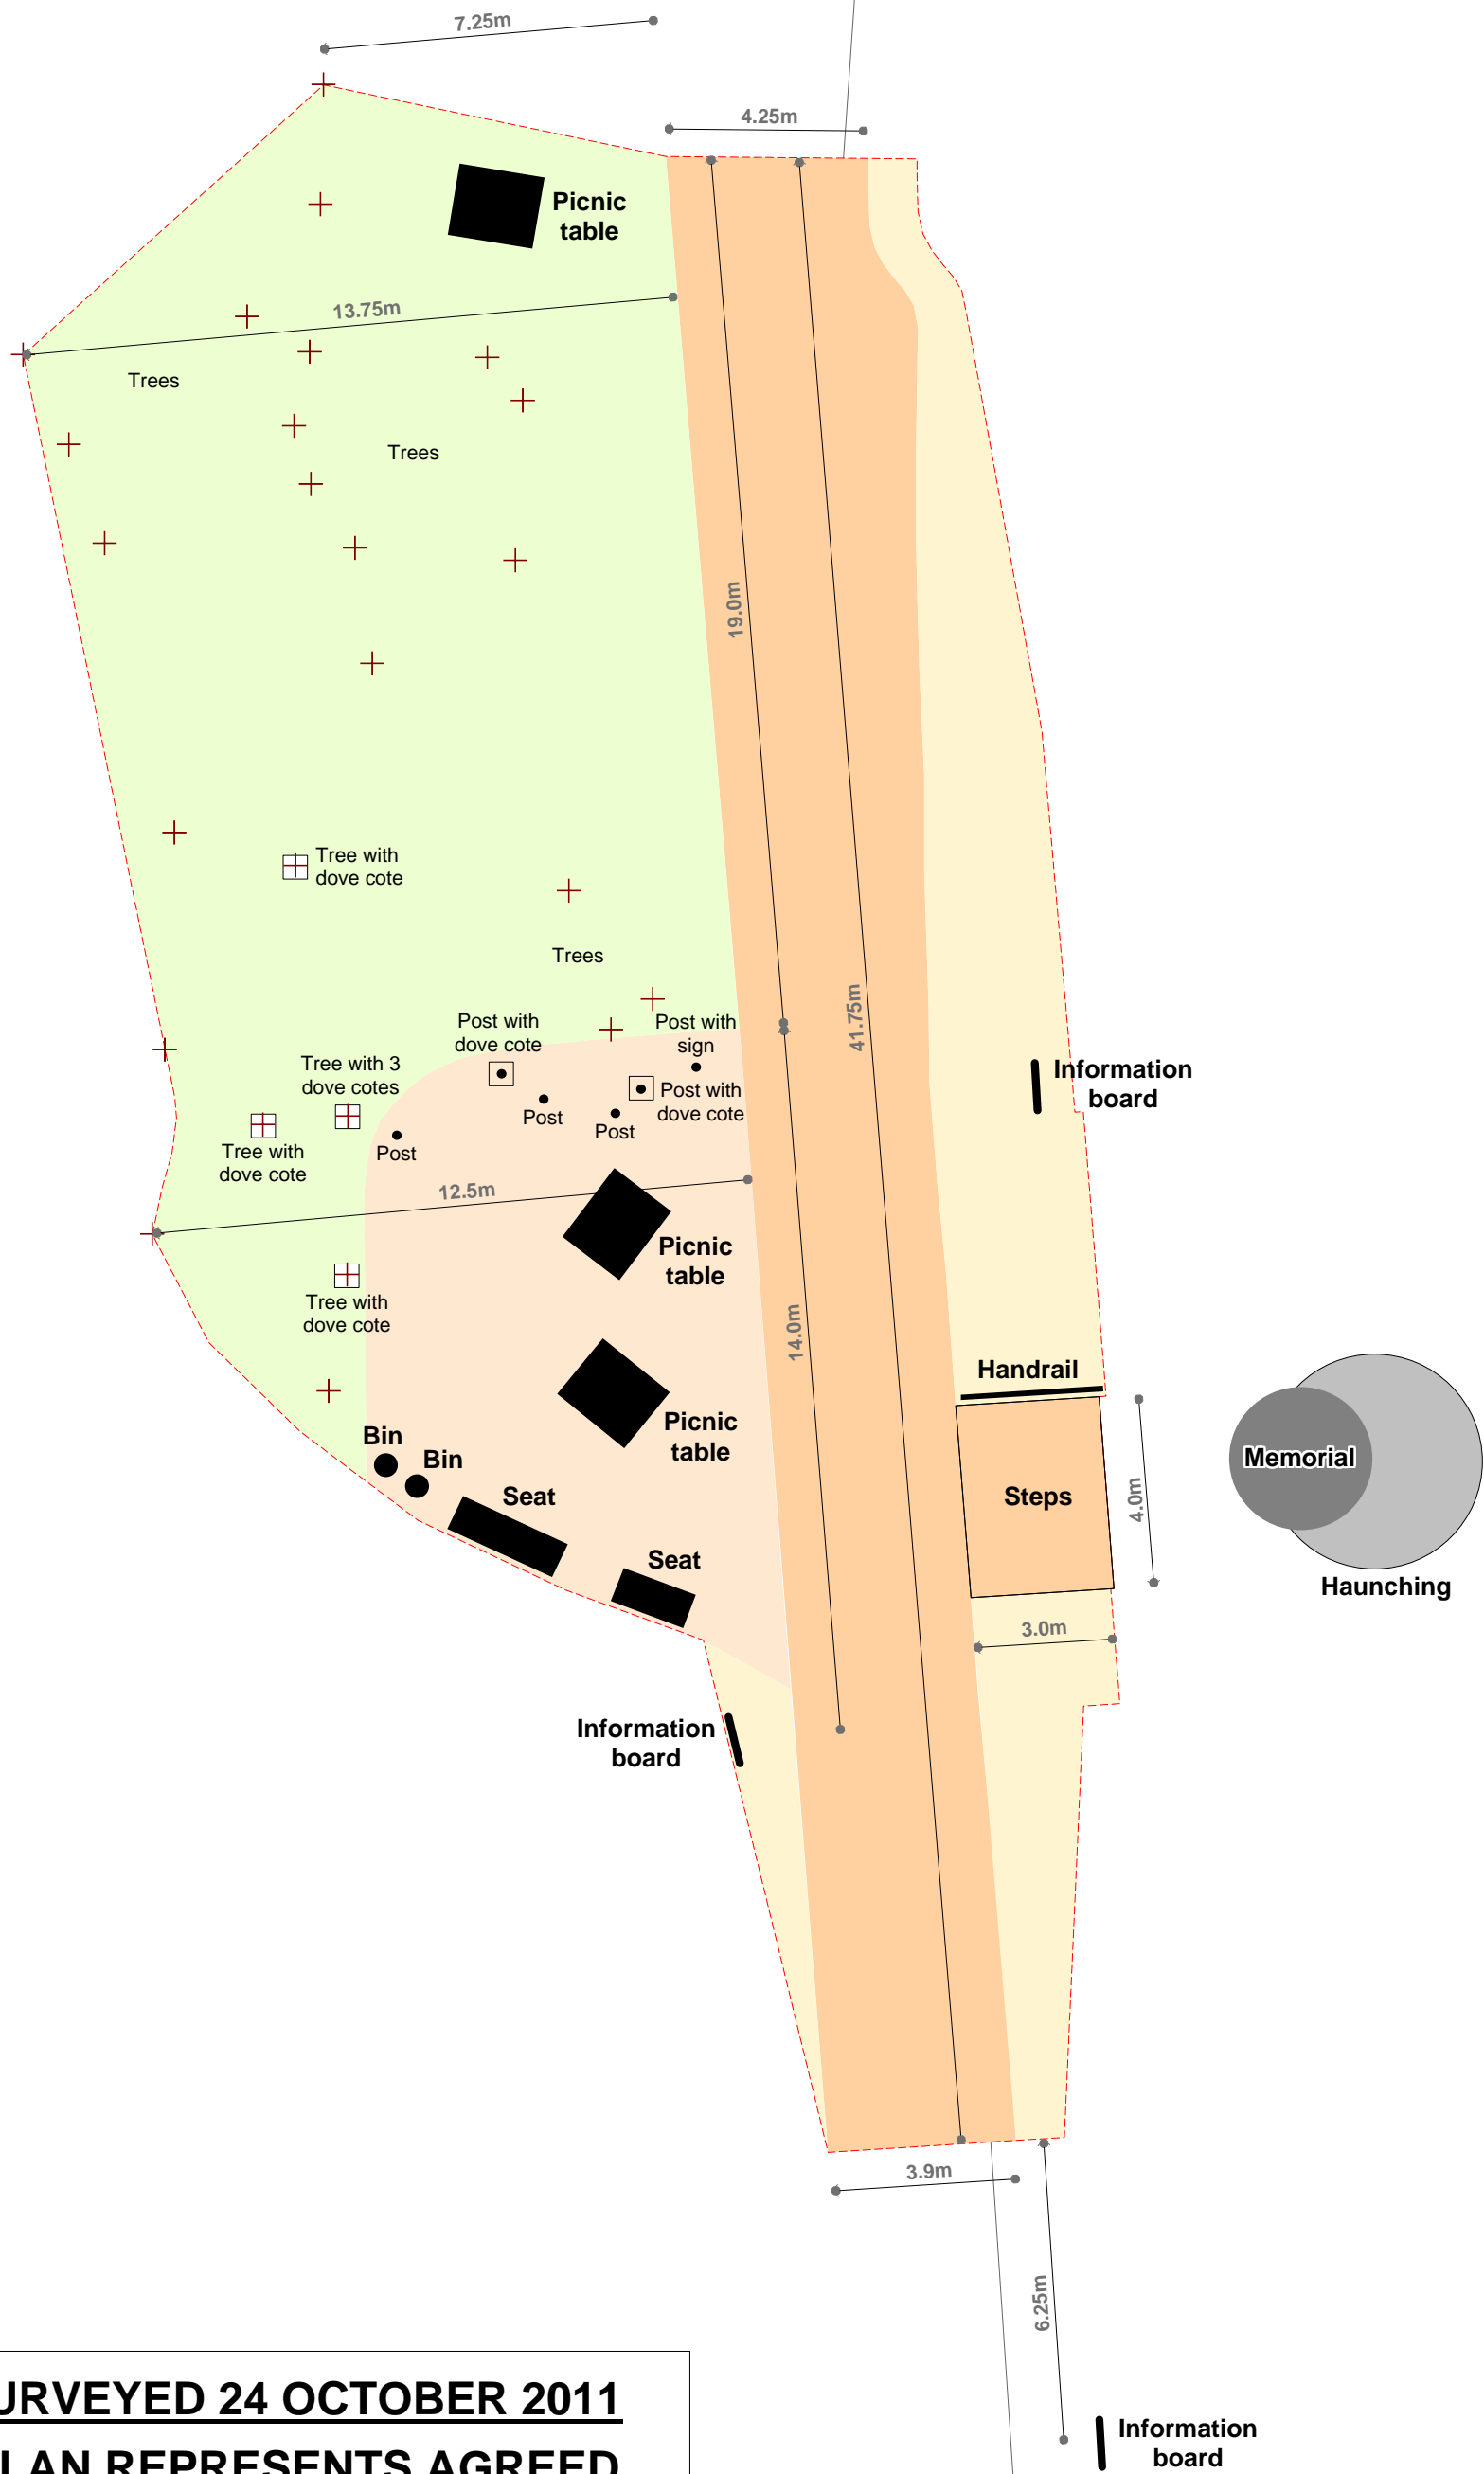 7.25m
4.25m
Picnic
table
13.75m
Trees
Trees
19.0m
Tree with
dove cote
Trees
41.75m
Post with
dove cote
Post with
sign
Tree with 3
dove cotes
Information
board
Post with
dove cote
Post
Post
Post
Tree with
dove cote
12.5m
Picnic
table
Tree with
dove cote
14.0m
Handrail
Picnic
table
Bin
Bin
Memorial
Seat
Steps
4.0m
Seat
Haunching
3.0m
Information
board
3.9m
6.25m
URVEYED 24 OCTOBER 2011
LAN REPRESENTS AGREED
Information
board